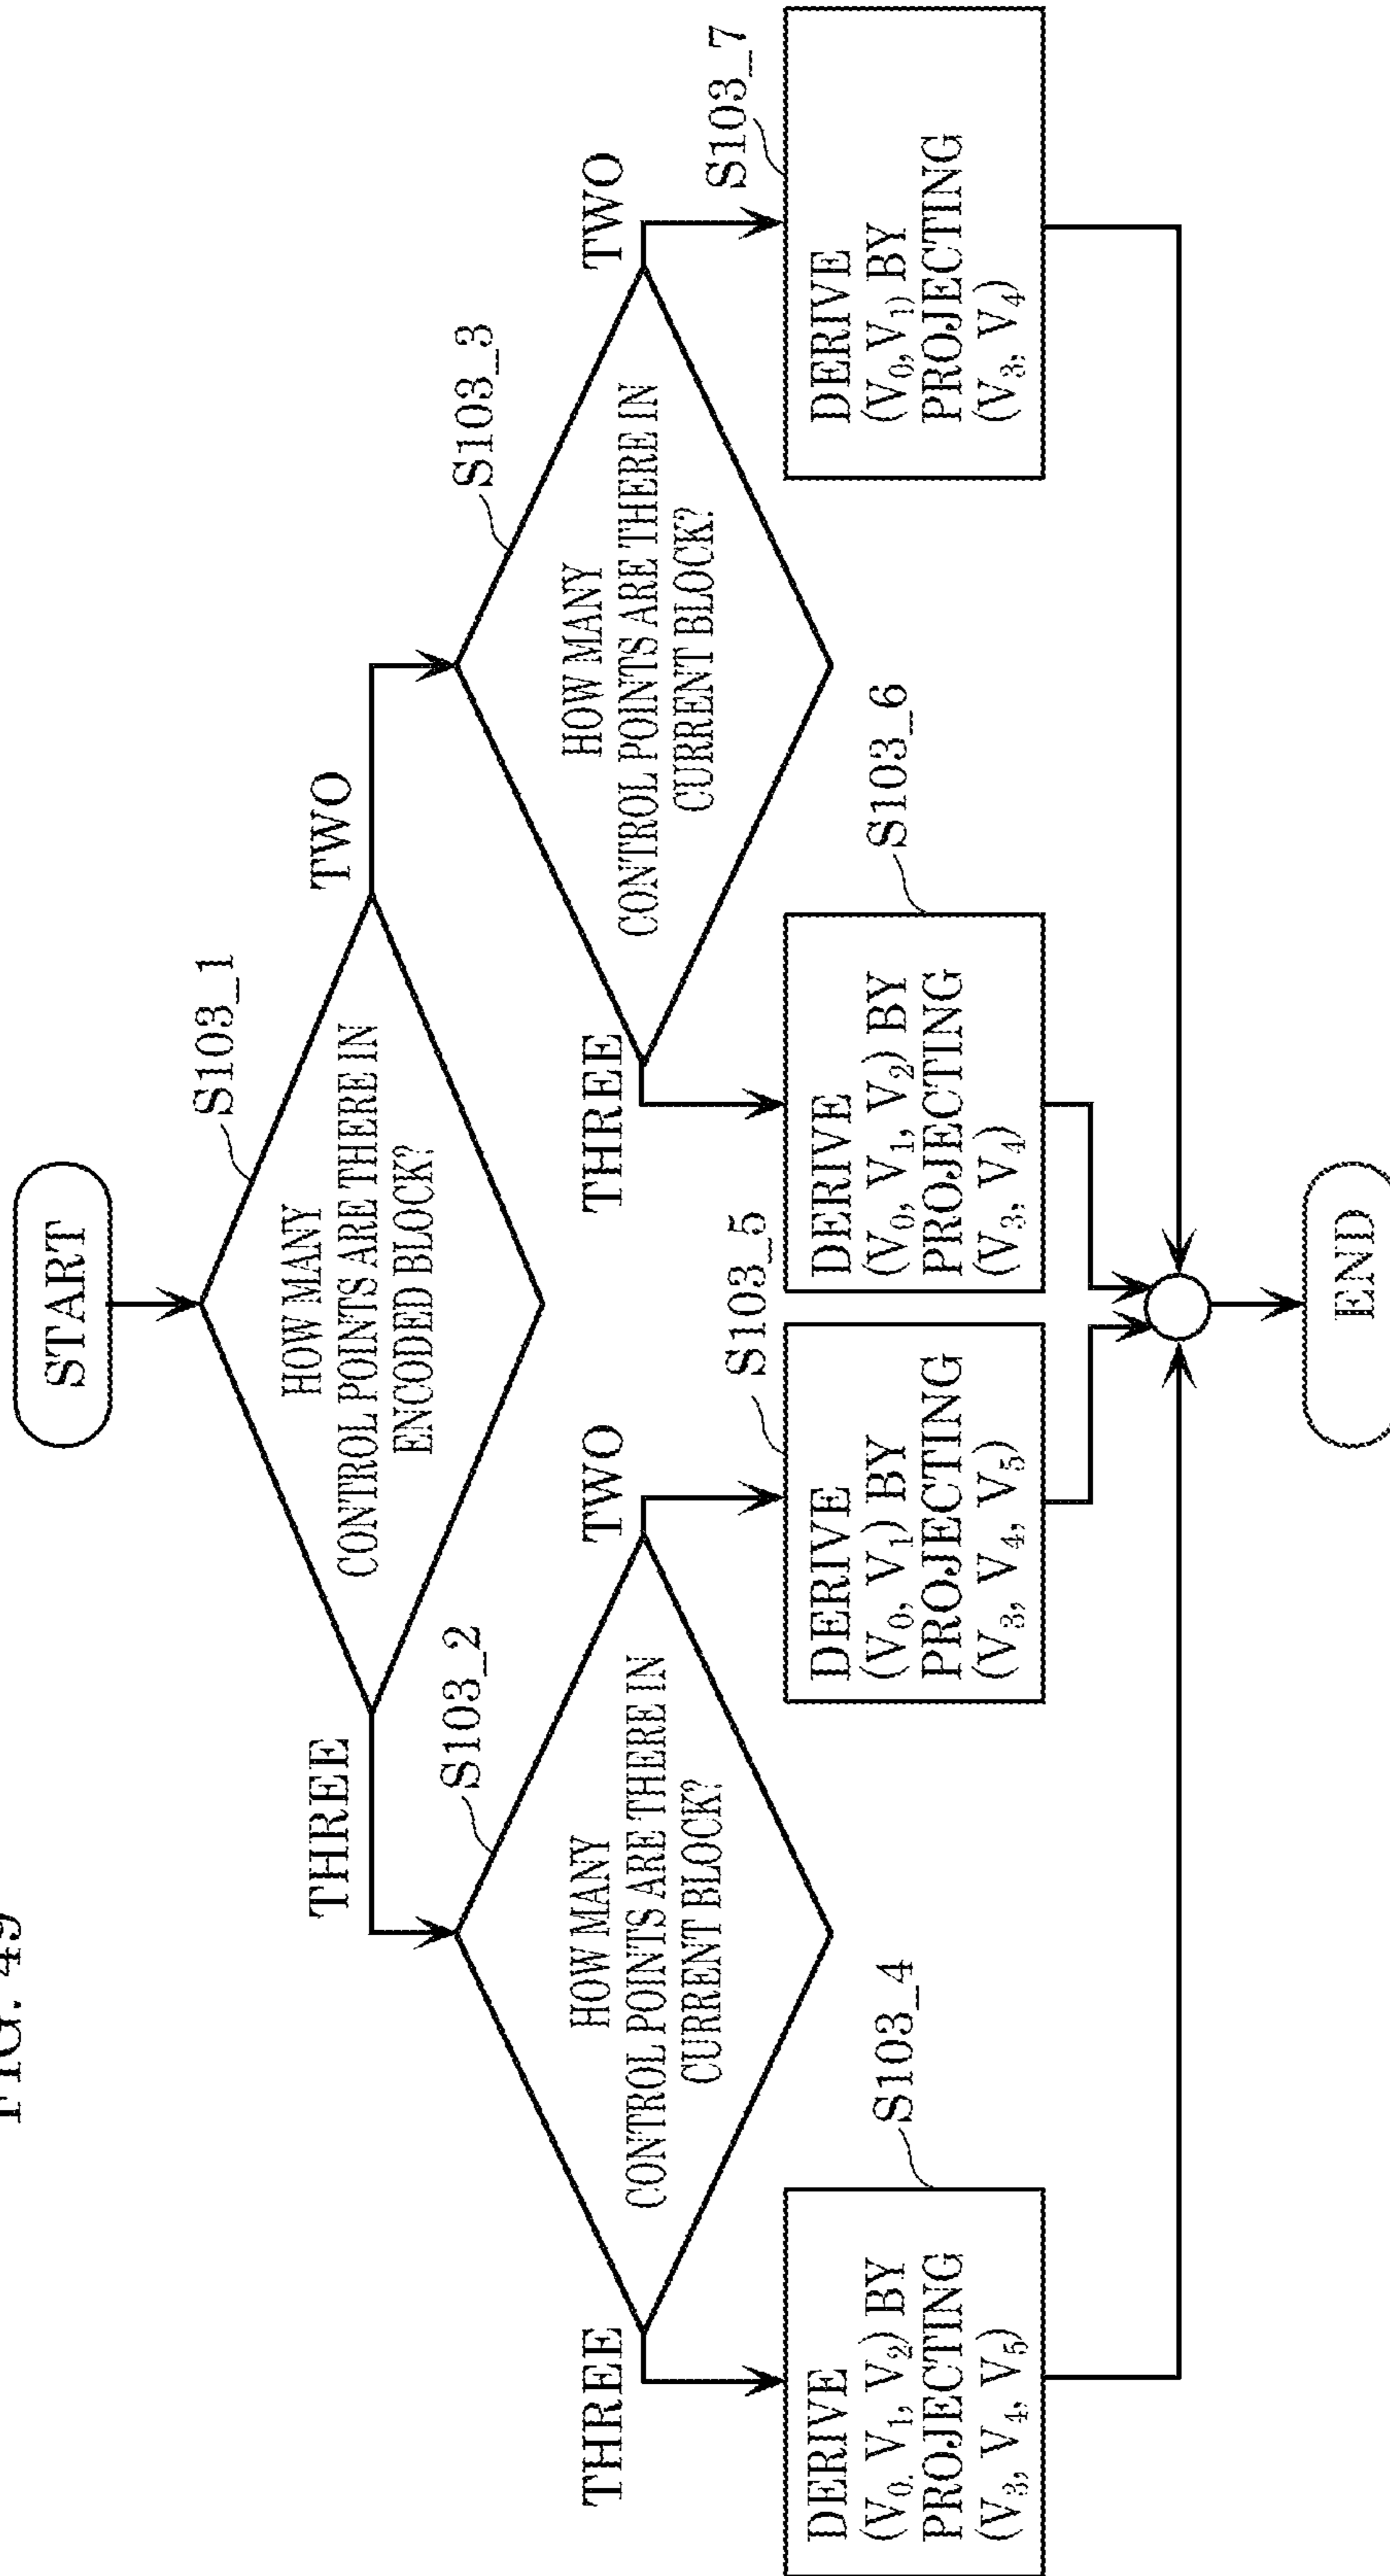 FIG. 49
START
S103_1
HOW MANY
CONTROL POINTS ARE THERE IN
ENCODED BLOCK?
THREE
TWO
S103_2
HOW MANY
CONTROL POINTS ARE THERE IN
CURRENT BLOCK?
S103_3
HOW MANY
CONTROL POINTS ARE THERE IN
CURRENT BLOCK?
THREE
TWO
THREE
TWO
S103_4
DERIVE
(V₀. V₁, V₂) BY
PROJECTING
(V₃, V₄, V₅)
S103_5
DERIVE
(V₀, V₁) BY
PROJECTING
(V₃, V₄, V₅)
S103_6
DERIVE
(V₀, V₁, V₂) BY
PROJECTING
(V₃, V₄)
S103_7
DERIVE
(V₀, V₁) BY
PROJECTING
(V₃, V₄)
END